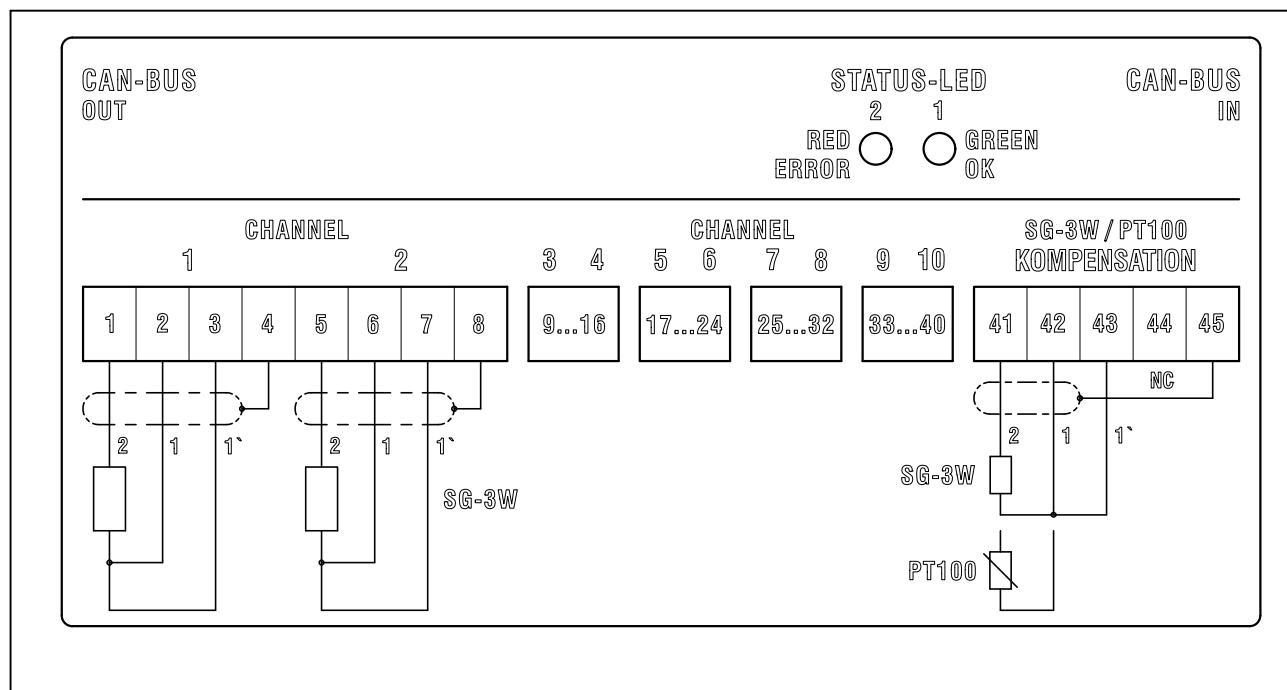 CAN-BUS
OUT
STATUS-LED
2 1
RED
ERROR
GREEN
OK
CAN-BUS
IN
CHANNEL
1 2
CHANNEL
3 4 5 6 7 8 9 10
SG-3W / PT100
KOMPENSATION
1 2 3 4 5 6 7 8 9...16 17...24 25...32 33...40 41 42 43 44 45
NC
2 1 1` 2 1 1` 2 1 1`
SG-3W
SG-3W
PT100